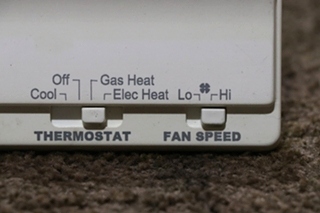 Off Gas Heat
Cool Elec Heat Lo Hi
THERMOSTAT FAN SPEED